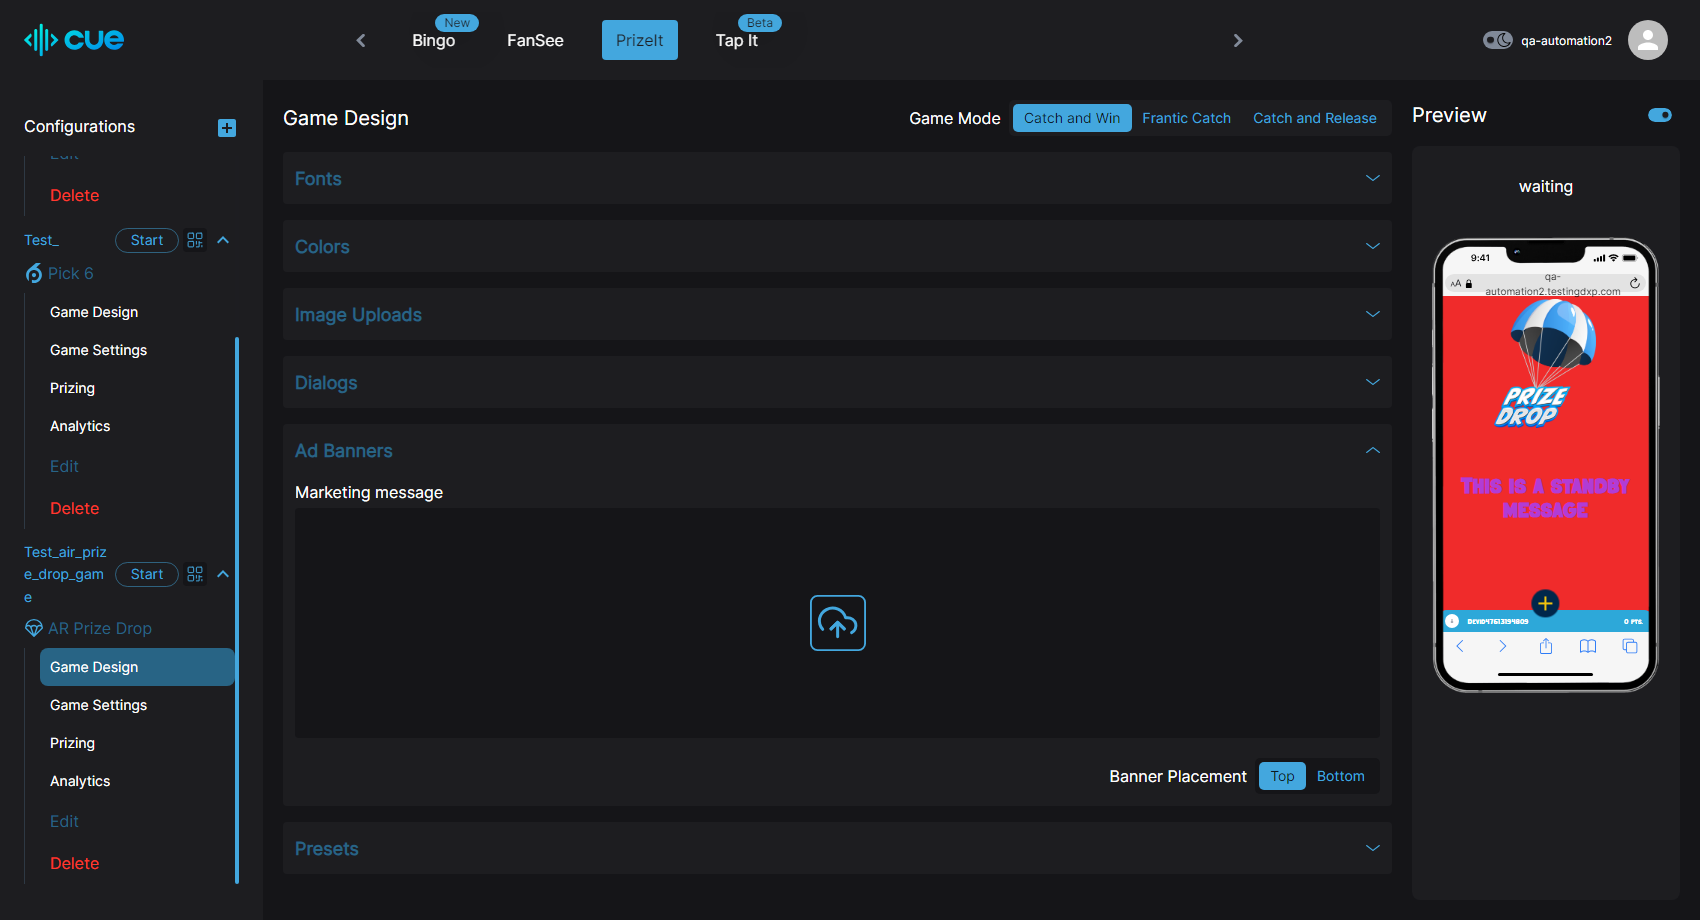 cue
New
Bingo
FanSee
PrizeIt
Beta
Tap It
qa-automation2
Configurations
Edit
Delete
Test_
Start
Pick 6
Game Design
Game Settings
Prizing
Analytics
Edit
Delete
Test_air_priz
e_drop_gam
e
Start
AR Prize Drop
Game Design
Game Settings
Prizing
Analytics
Edit
Delete
Game Design
Game Mode
Catch and Win
Frantic Catch
Catch and Release
Fonts
Colors
Image Uploads
Dialogs
Ad Banners
Marketing message
Banner Placement
Top
Bottom
Presets
Preview
waiting
9:41
AA
qa-
automation2.testingdxp.com
PRIZE
DROP
THIS IS A STANDBY
MESSAGE
0 PTS.